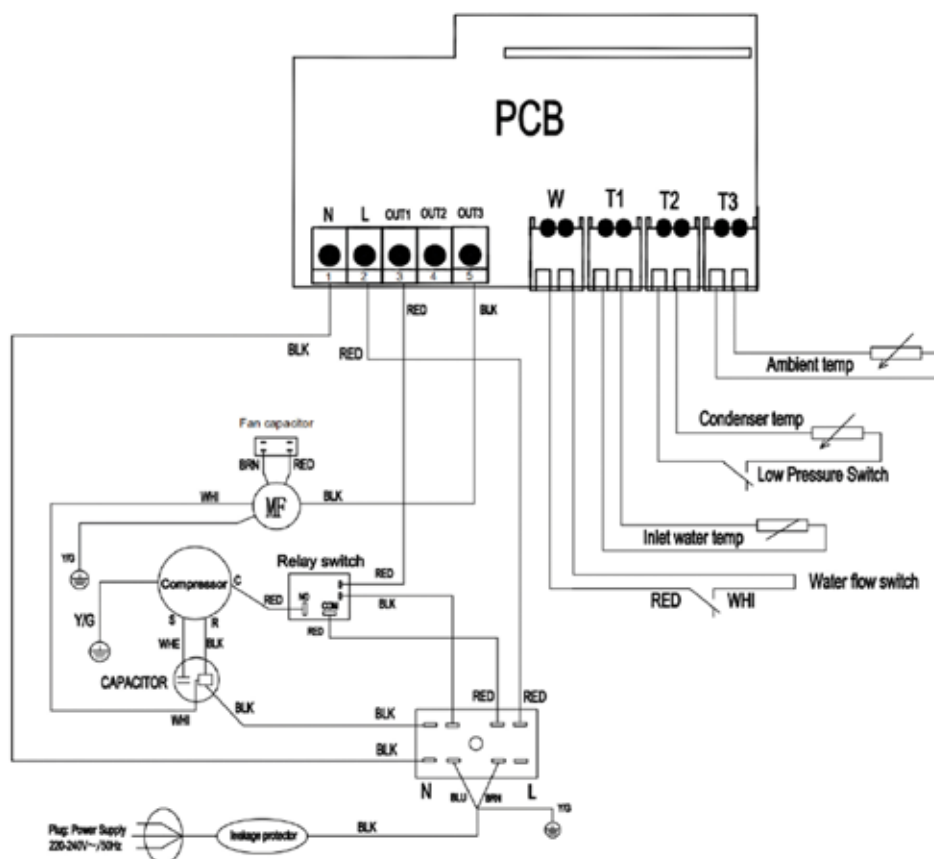 PCB
N L OUT1 OUT2 OUT3
1 2 3 4 5
W T1 T2 T3
RED
BLK
BLK
RED
Ambient temp
Fan capacitor
BRN
RED
Condenser temp
Low Pressure Switch
WHI
MF
BLK
Inlet water temp
Y/G
Relay switch
Compressor
C
RED
NO
COM
RED
BLK
Water flow switch
RED
WHI
Y/G
S
R
WHE
BLK
RED
CAPACITOR
WHI
BLK
BLK
RED
RED
BLK
N
BLU
BRN
L
Y/G
Plug: Power Supply
220-240V~/50Hz
leakage protector
BLK